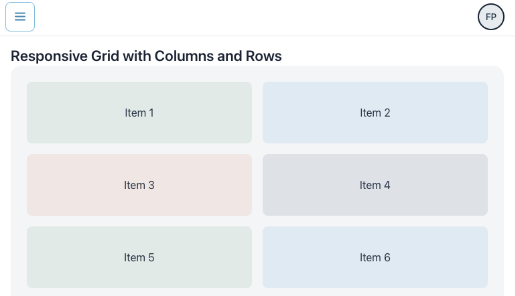 FP
Responsive Grid with Columns and Rows
Item 1
Item 2
Item 3
Item 4
Item 5
Item 6